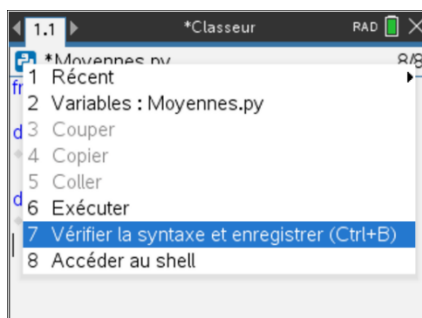 1.1 *Classeur RAD
*Moyennes.py 8/8
1 Récent
2 Variables : Moyennes.py
3 Couper
4 Copier
5 Coller
6 Exécuter
7 Vérifier la syntaxe et enregistrer (Ctrl+B)
8 Accéder au shell